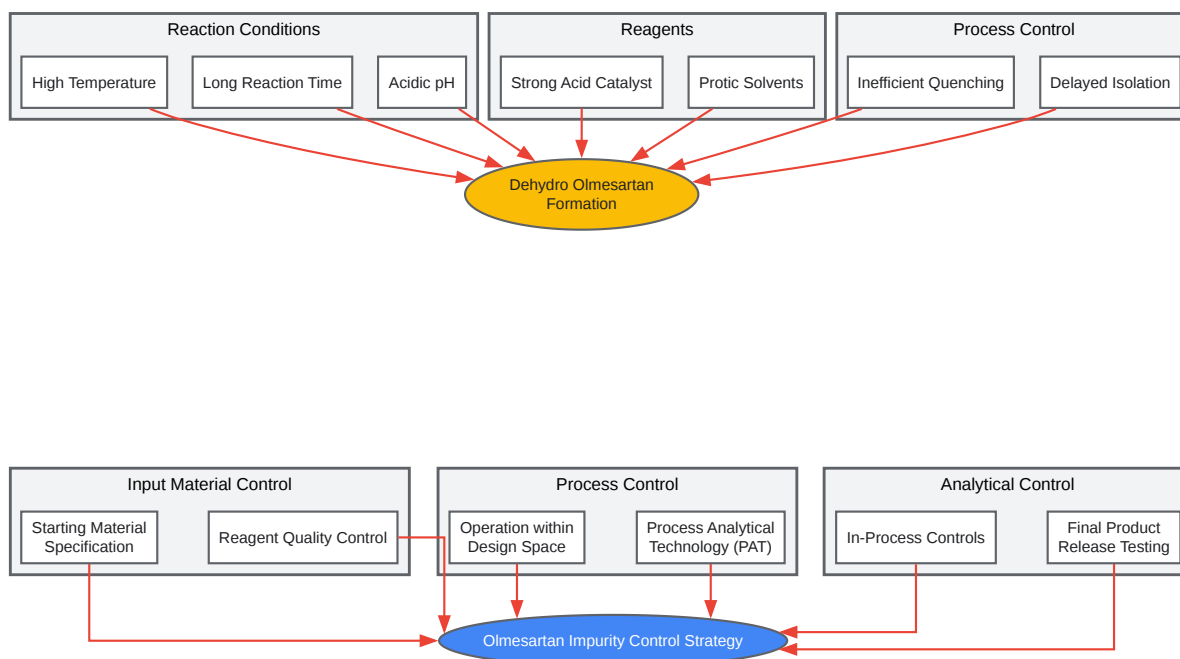 Reaction Conditions
Reagents
Process Control
High Temperature
Long Reaction Time
Acidic pH
Strong Acid Catalyst
Protic Solvents
Inefficient Quenching
Delayed Isolation
Dehydro Olmesartan
Formation
Input Material Control
Process Control
Analytical Control
Starting Material
Specification
Reagent Quality Control
Operation within
Design Space
Process Analytical
Technology (PAT)
In-Process Controls
Final Product
Release Testing
Olmesartan Impurity Control Strategy